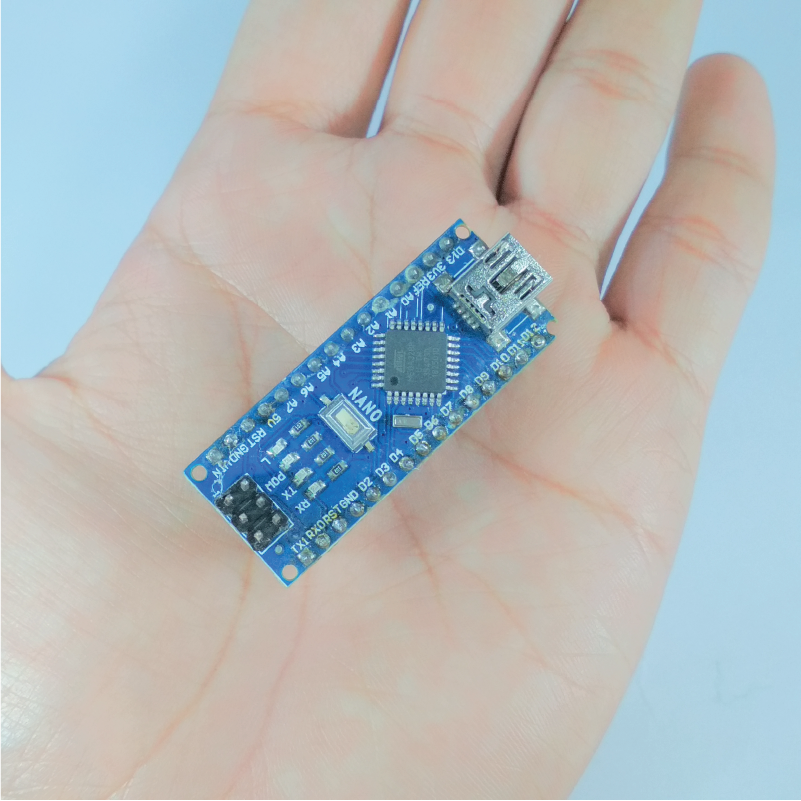 D13 3V3 REF A0 A1 A2 A3 A4 A5 A6 A7 5V RST GND VIN
NANO
L
POW
TX
RX
D12 D11 D10 D9 D8 D7 D6 D5 D4 D3 D2 GND RST RX0 TX1